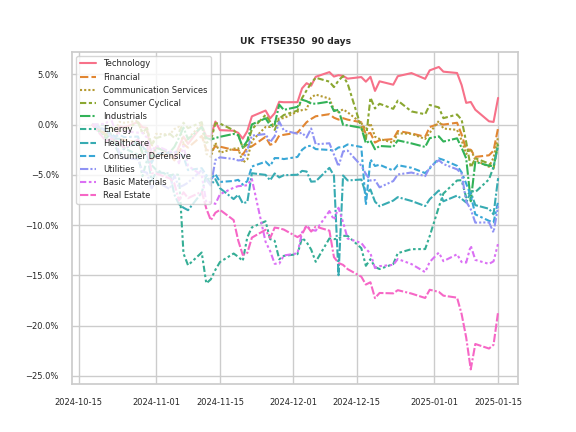 UK FTSE350 90 days
Technology
Financial
Communication Services
Consumer Cyclical
Industrials
Energy
Healthcare
Consumer Defensive
Utilities
Basic Materials
Real Estate
5.0%
0.0%
−5.0%
−10.0%
−15.0%
−20.0%
−25.0%
2024-10-15 2024-11-01 2024-11-15 2024-12-01 2024-12-15 2025-01-01 2025-01-15